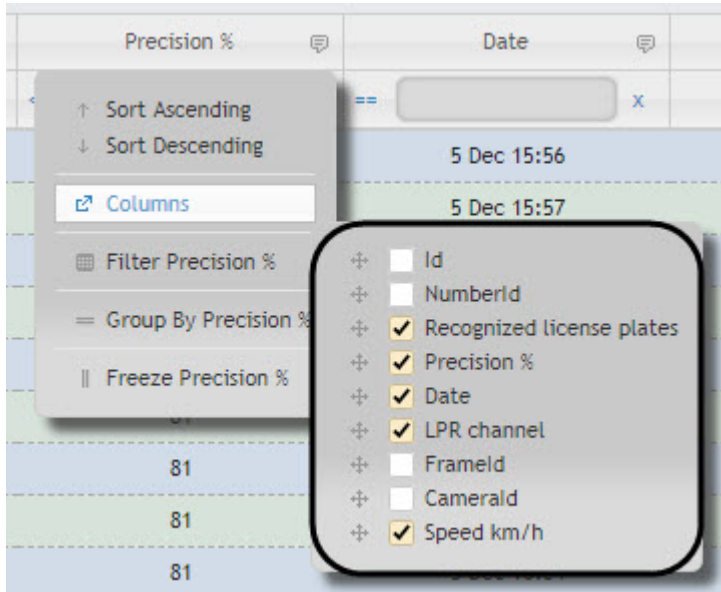 Precision %
Date
Sort Ascending
Sort Descending
Columns
Filter Precision %
Group By Precision %
Freeze Precision %
== x
5 Dec 15:56
5 Dec 15:57
Id
NumberId
Recognized license plates
Precision %
Date
LPR channel
FrameId
CameraId
Speed km/h
81
81
81